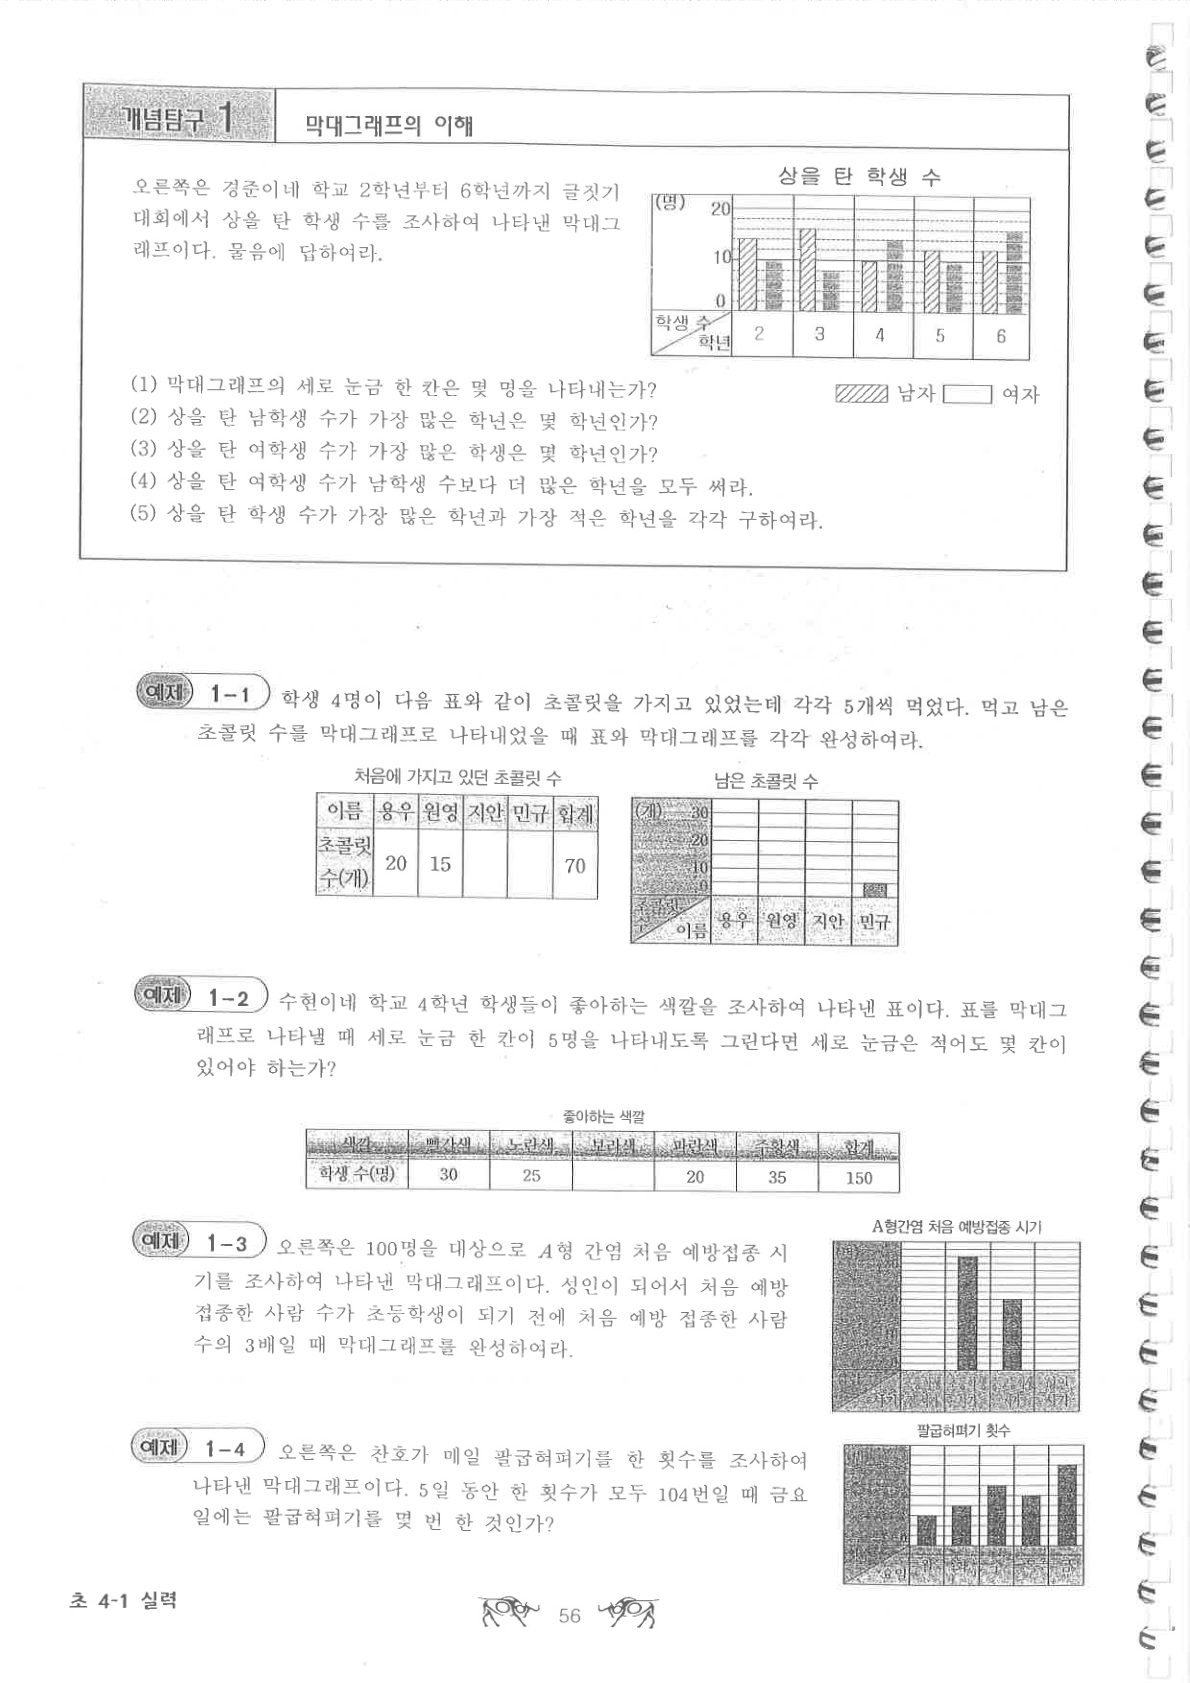 개념탐구 1 막대그래프의 이해
오른쪽은 경준이네 학교 2학년부터 6학년까지 글짓기
대회에서 상을 탄 학생 수를 조사하여 나타낸 막대그
래프이다. 물음에 답하여라.
상을 탄 학생 수
(명) 20
10
0
학생 수
학년
2 3 4 5 6
남자 여자
(1) 막대그래프의 세로 눈금 한 칸은 몇 명을 나타내는가?
(2) 상을 탄 남학생 수가 가장 많은 학년은 몇 학년인가?
(3) 상을 탄 여학생 수가 가장 많은 학생은 몇 학년인가?
(4) 상을 탄 여학생 수가 남학생 수보다 더 많은 학년을 모두 써라.
(5) 상을 탄 학생 수가 가장 많은 학년과 가장 적은 학년을 각각 구하여라.
예제 1-1 학생 4명이 다음 표와 같이 초콜릿을 가지고 있었는데 각각 5개씩 먹었다. 먹고 남은
초콜릿 수를 막대그래프로 나타내었을 때 표와 막대그래프를 각각 완성하여라.
처음에 가지고 있던 초콜릿 수
이름 용우 원영 지안 민규 합계
초콜릿
수(개)
20 15 70
남은 초콜릿 수
(개) 30
20
10
0
초콜릿
수
이름
용우 원영 지안 민규
예제 1-2 수현이네 학교 4학년 학생들이 좋아하는 색깔을 조사하여 나타낸 표이다. 표를 막대그
래프로 나타낼 때 세로 눈금 한 칸이 5명을 나타내도록 그린다면 세로 눈금은 적어도 몇 칸이
있어야 하는가?
좋아하는 색깔
색깔 빨간색 노란색 보라색 파란색 주황색 합계
학생 수(명) 30 25 20 35 150
예제 1-3 오른쪽은 100명을 대상으로 A형 간염 처음 예방접종 시
기를 조사하여 나타낸 막대그래프이다. 성인이 되어서 처음 예방
접종한 사람 수가 초등학생이 되기 전에 처음 예방 접종한 사람
수의 3배일 때 막대그래프를 완성하여라.
A형간염 처음 예방접종 시기
예제 1-4 오른쪽은 찬호가 매일 팔굽혀펴기를 한 횟수를 조사하여
나타낸 막대그래프이다. 5일 동안 한 횟수가 모두 104번일 때 금요
일에는 팔굽혀펴기를 몇 번 한 것인가?
팔굽혀펴기 횟수
요일
초 4-1 실력
56